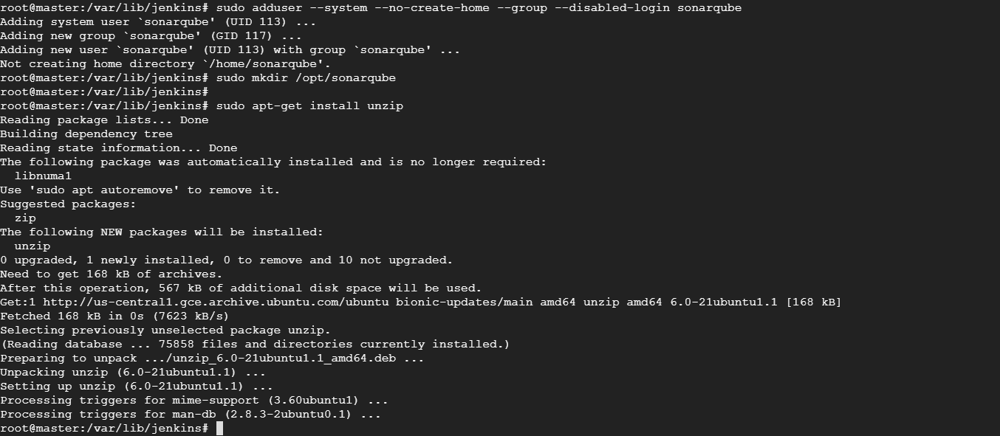 root@master:/var/lib/jenkins# sudo adduser --system --no-create-home --group --disabled-login sonarqube
Adding system user `sonarqube' (UID 113) ...
Adding new group `sonarqube' (GID 117) ...
Adding new user `sonarqube' (UID 113) with group `sonarqube' ...
Not creating home directory `/home/sonarqube'.
root@master:/var/lib/jenkins# sudo mkdir /opt/sonarqube
root@master:/var/lib/jenkins#
root@master:/var/lib/jenkins# sudo apt-get install unzip
Reading package lists... Done
Building dependency tree
Reading state information... Done
The following package was automatically installed and is no longer required:
  libnuma1
Use 'sudo apt autoremove' to remove it.
Suggested packages:
  zip
The following NEW packages will be installed:
  unzip
0 upgraded, 1 newly installed, 0 to remove and 10 not upgraded.
Need to get 168 kB of archives.
After this operation, 567 kB of additional disk space will be used.
Get:1 http://us-central1.gce.archive.ubuntu.com/ubuntu bionic-updates/main amd64 unzip amd64 6.0-21ubuntu1.1 [168 kB]
Fetched 168 kB in 0s (7623 kB/s)
Selecting previously unselected package unzip.
(Reading database ... 75858 files and directories currently installed.)
Preparing to unpack .../unzip_6.0-21ubuntu1.1_amd64.deb ...
Unpacking unzip (6.0-21ubuntu1.1) ...
Setting up unzip (6.0-21ubuntu1.1) ...
Processing triggers for mime-support (3.60ubuntu1) ...
Processing triggers for man-db (2.8.3-2ubuntu0.1) ...
root@master:/var/lib/jenkins#